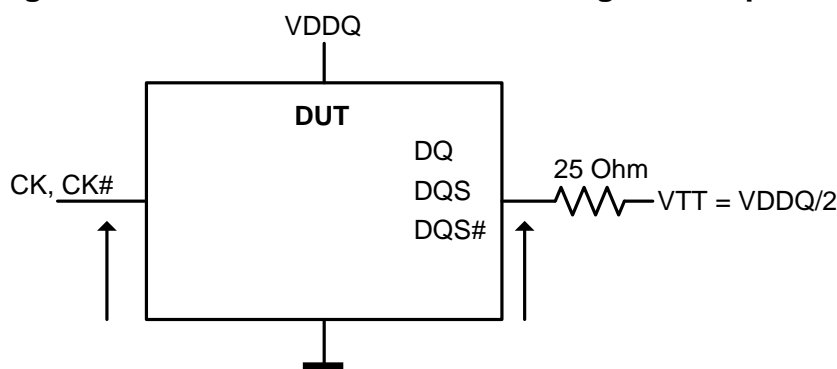 VDDQ
DUT
DQ
CK, CK#
25 Ohm
DQS
VTT = VDDQ/2
DQS#